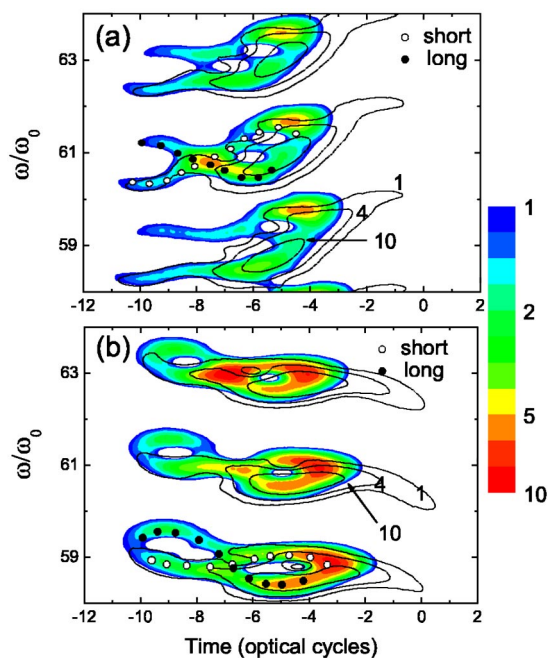 (a)
short
long
63
61
59
ω/ω₀
1
4
10
-12 -10 -8 -6 -4 -2 0 2
1
2
5
10
(b)
short
long
63
61
59
ω/ω₀
4
1
10
-12 -10 -8 -6 -4 -2 0 2
Time (optical cycles)